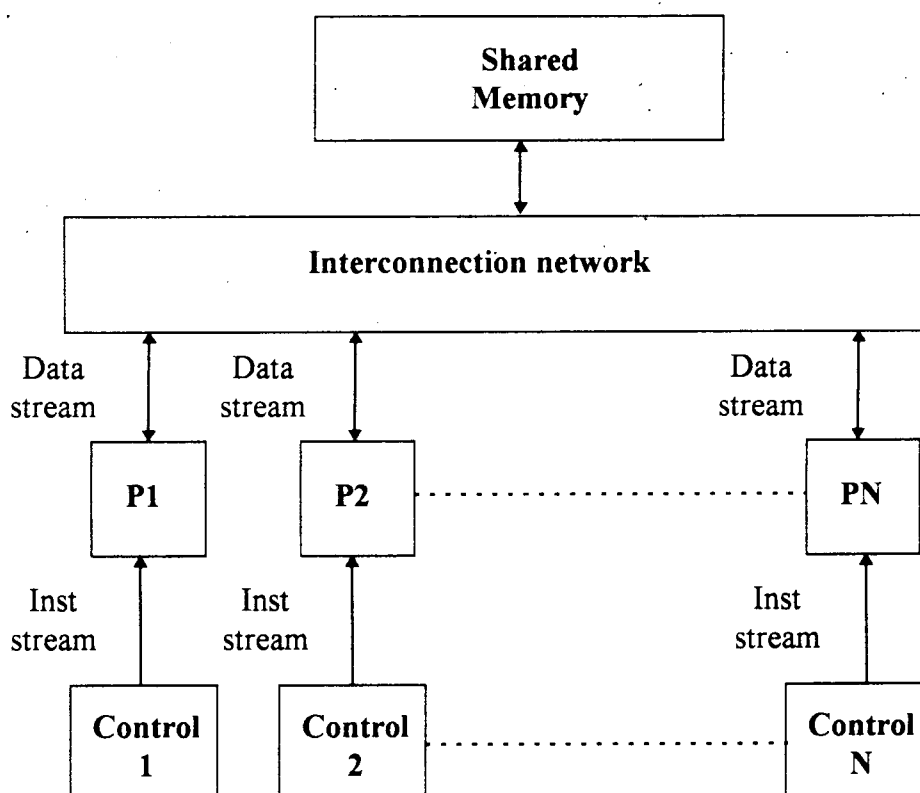 Shared
Memory
Interconnection network
Data
stream
Data
stream
Data
stream
P1
P2
PN
Inst
stream
Inst
stream
Inst
stream
Control
1
Control
2
Control
N